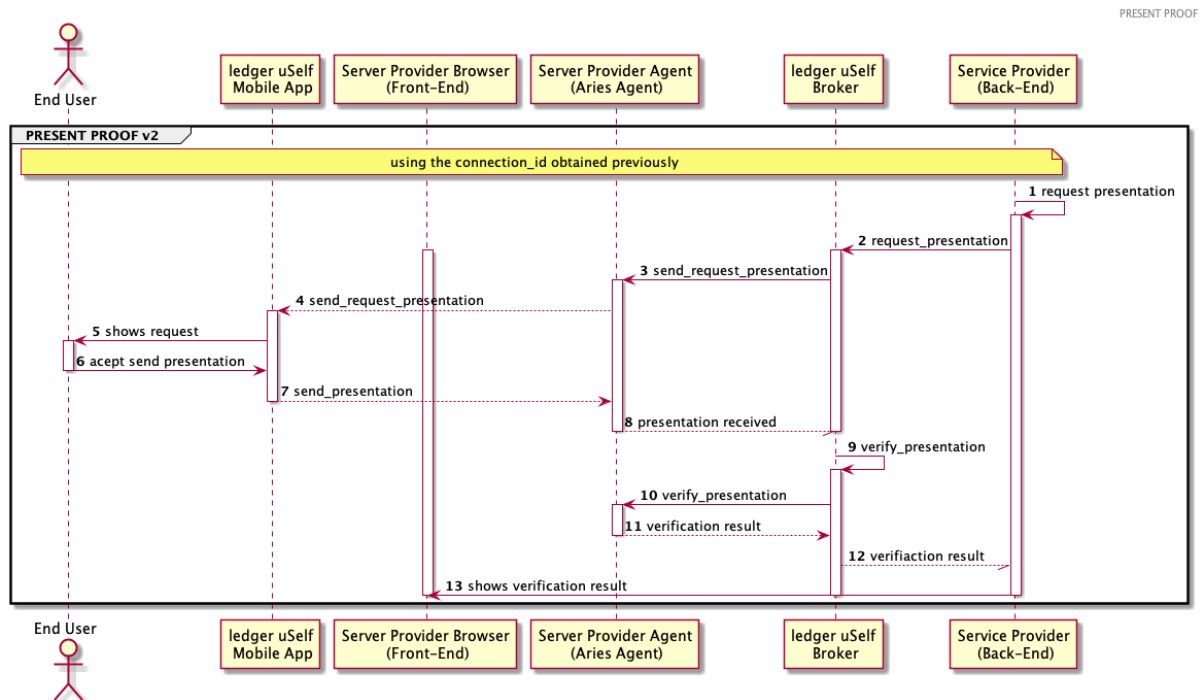 PRESENT PROOF
End User
ledger uSelf
Mobile App
Server Provider Browser
(Front-End)
Server Provider Agent
(Aries Agent)
ledger uSelf
Broker
Service Provider
(Back-End)
PRESENT PROOF v2
using the connection_id obtained previously
1 request presentation
2 request_presentation
3 send_request_presentation
4 send_request_presentation
5 shows request
6 acept send presentation
7 send_presentation
8 presentation received
9 verify_presentation
10 verify_presentation
11 verification result
12 verifiaction result
13 shows verification result
End User
ledger uSelf
Mobile App
Server Provider Browser
(Front-End)
Server Provider Agent
(Aries Agent)
ledger uSelf
Broker
Service Provider
(Back-End)